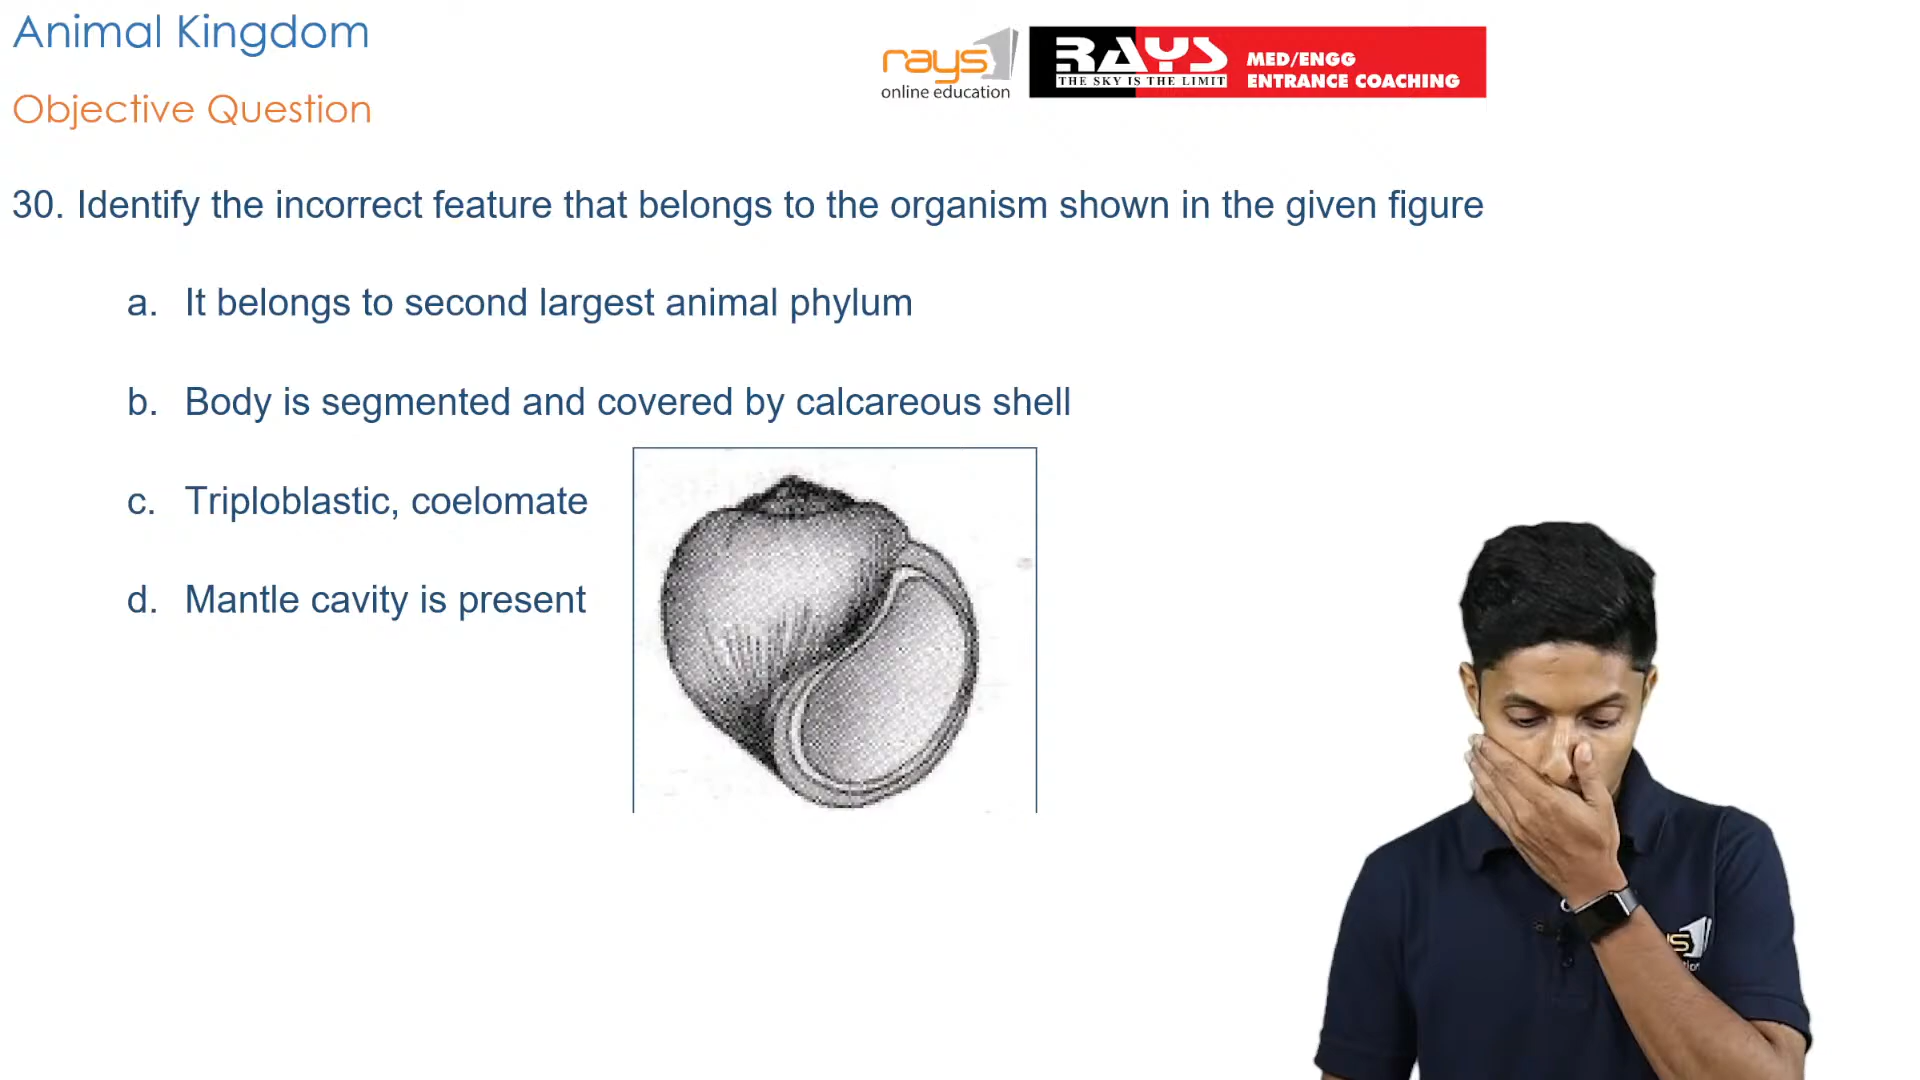 Animal Kingdom
rays
online education
RAYS
THE SKY IS THE LIMIT
MED/ENGG
ENTRANCE COACHING
Objective Question
30. Identify the incorrect feature that belongs to the organism shown in the given figure
a. It belongs to second largest animal phylum
b. Body is segmented and covered by calcareous shell
c. Triploblastic, coelomate
d. Mantle cavity is present